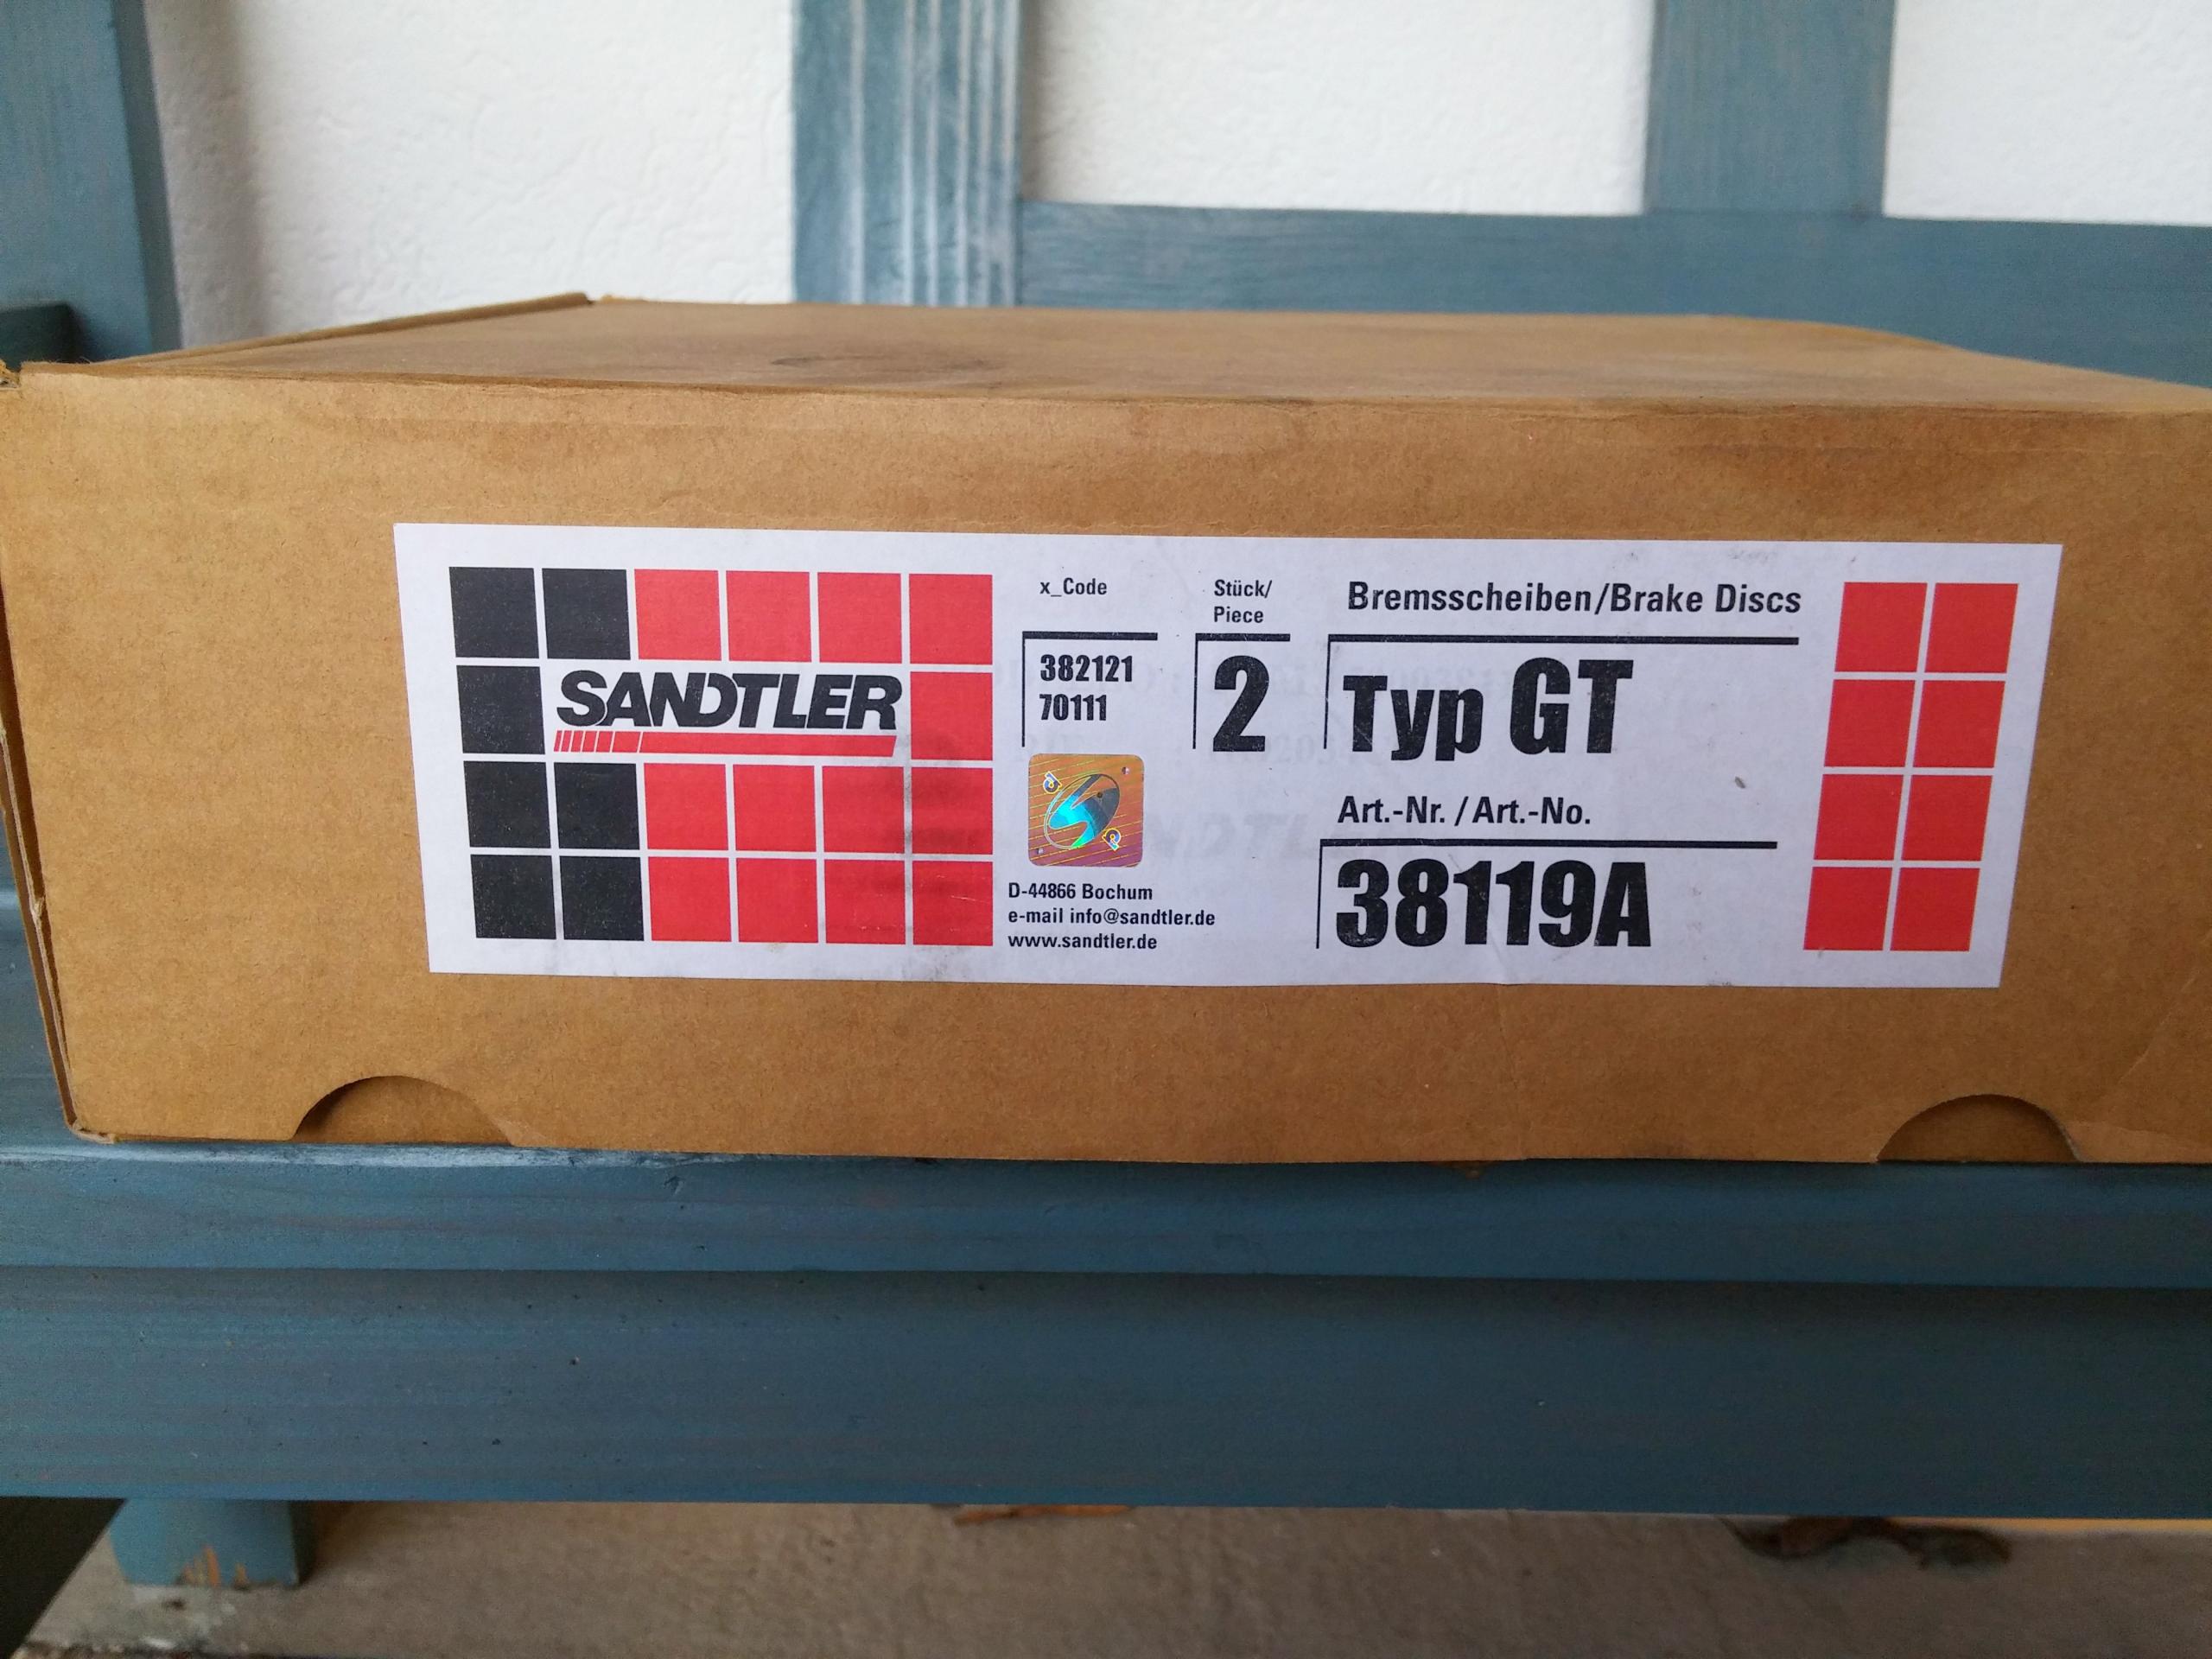 SANDTLER
x_Code
382121
70111
Stück/
Piece
2
Bremsscheiben/Brake Discs
Typ GT
Art.-Nr. / Art.-No.
38119A
D-44866 Bochum
e-mail info@sandtler.de
www.sandtler.de